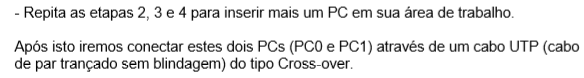 - Repita as etapas 2, 3 e 4 para inserir mais um PC em sua área de trabalho.
Após isto iremos conectar estes dois PCs (PC0 e PC1) através de um cabo UTP (cabo
de par trançado sem blindagem) do tipo Cross-over.